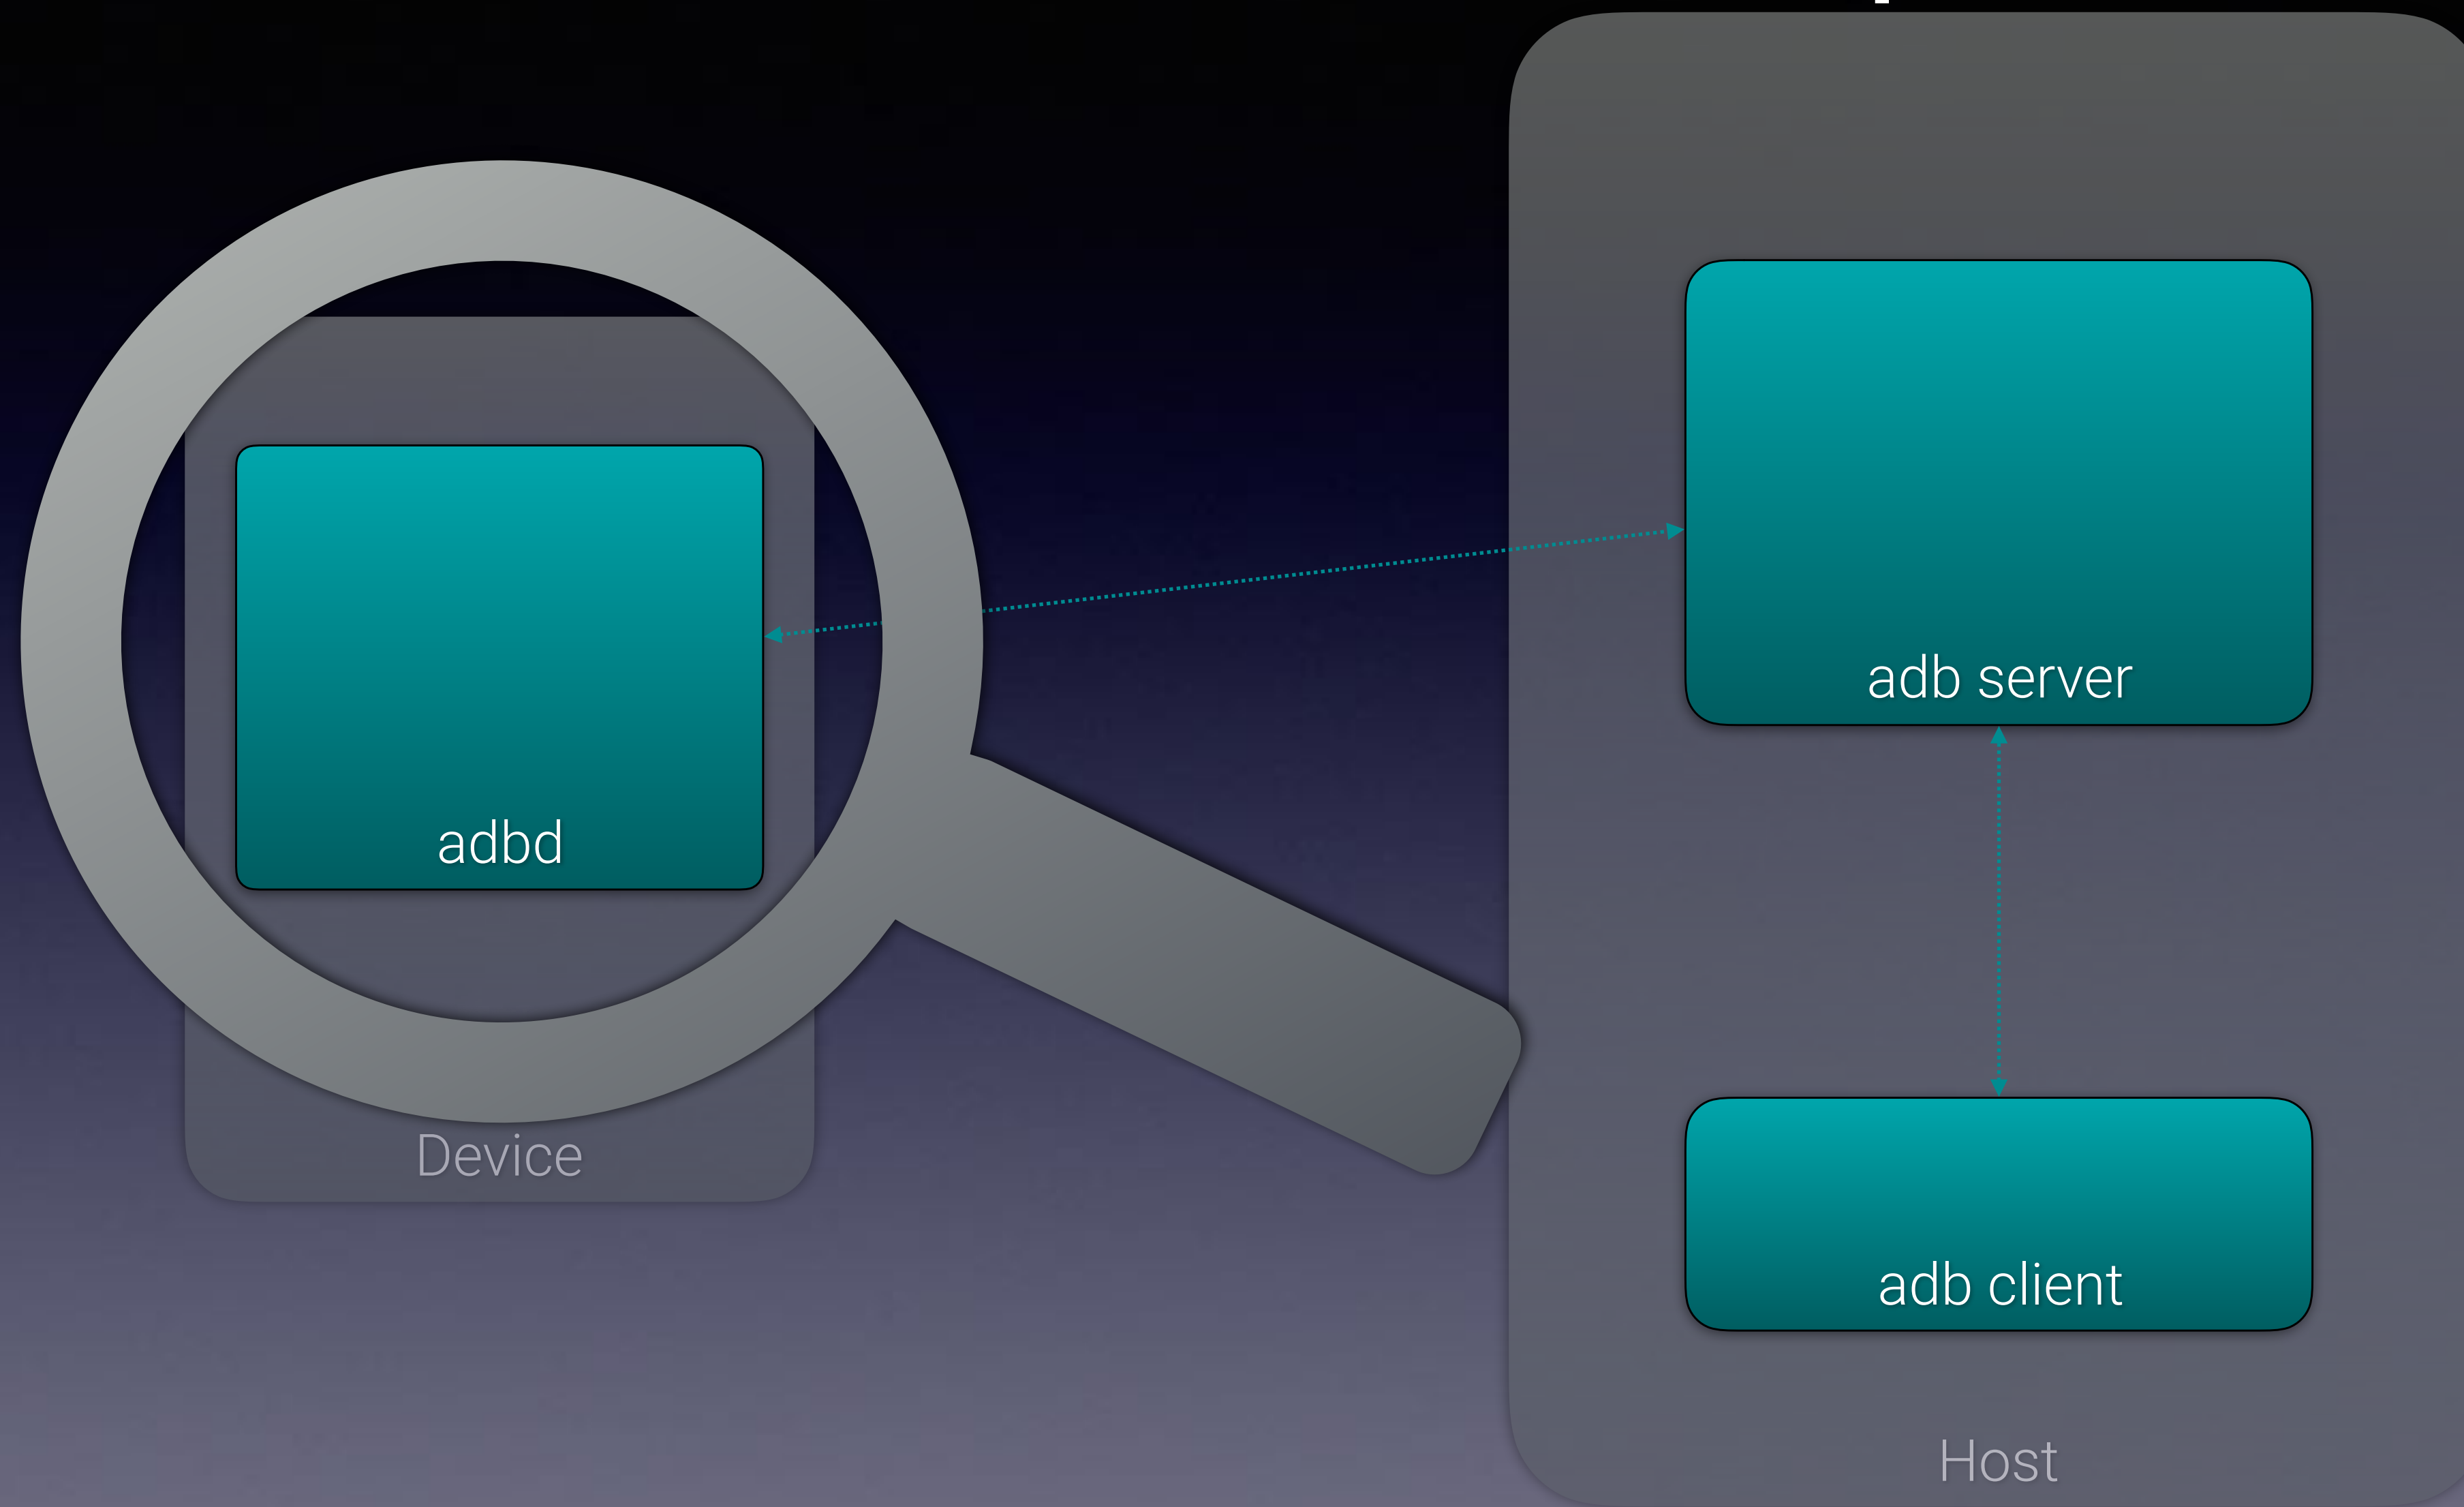 adb server
adbd
Device
adb client
Host